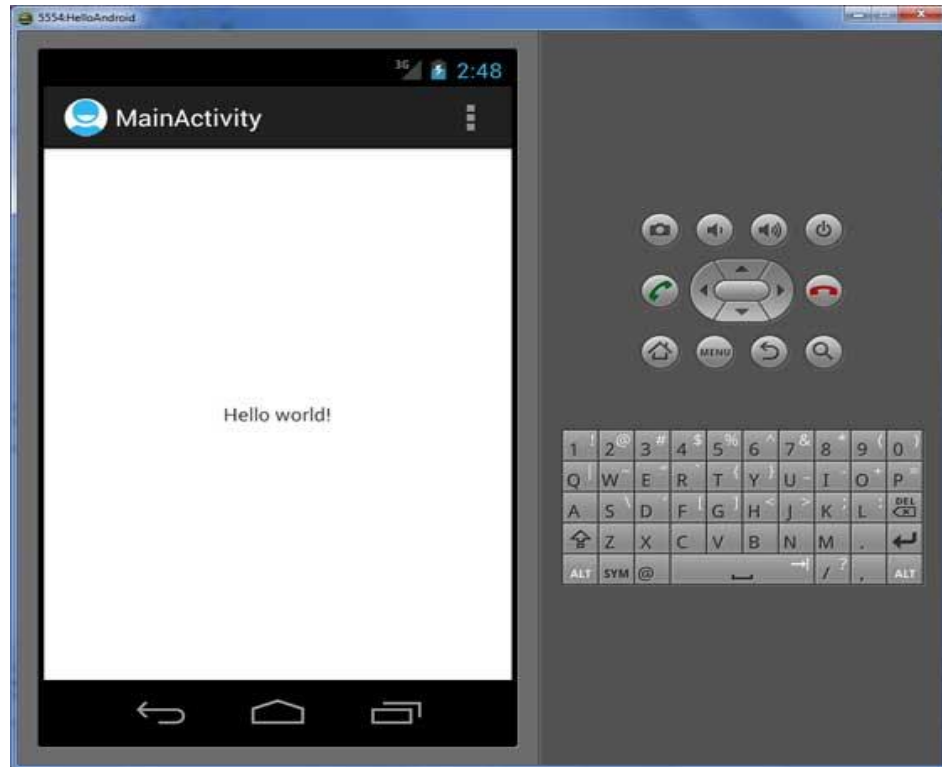 5554:HelloAndroid
3G 2:48
MainActivity
Hello world!
MENU
1 ! 2 @ 3 # 4 $ 5 % 6 ^ 7 & 8 * 9 ( 0 )
Q | W ~ E " R ` T { Y } U - I - O + P =
A S \ D ' F [ G ] H < J > K ; L : DEL
Z X C V B N M .
ALT SYM @ / ? , ALT